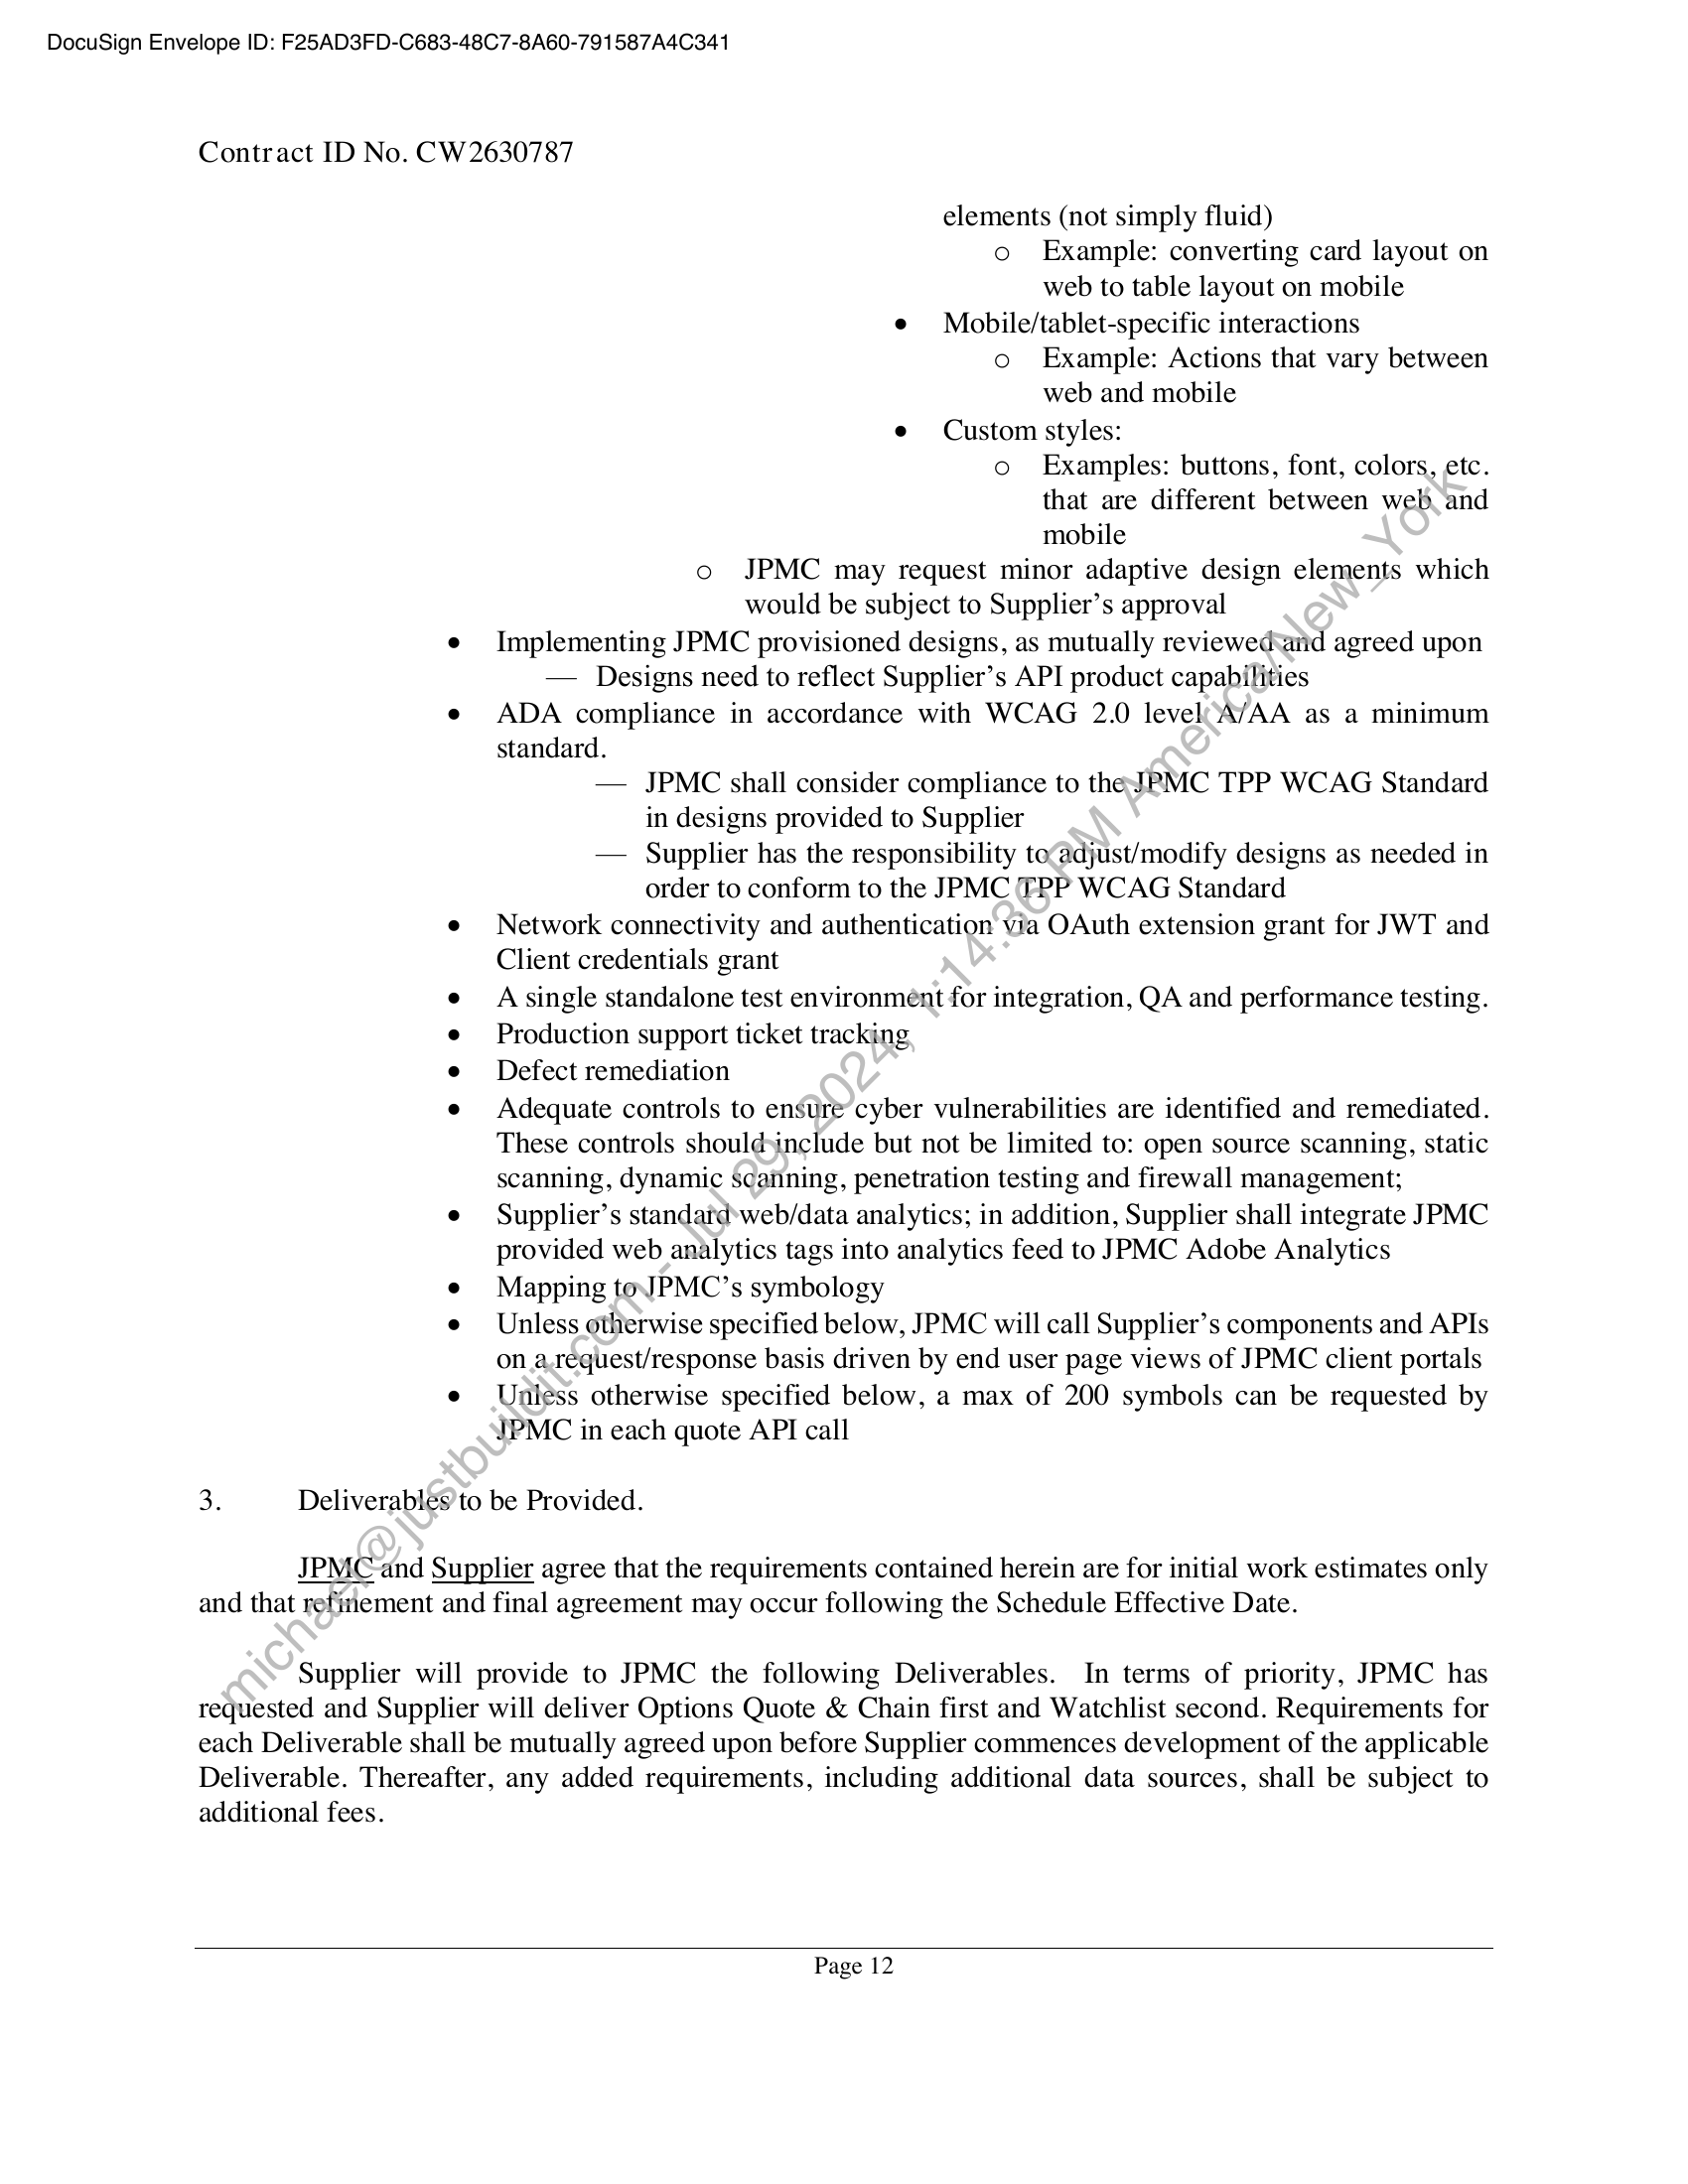 DocuSign Envelope ID: F25AD3FD-C683-48C7-8A60-791587A4C341
Contract ID No. CW2630787
elements (not simply fluid)
o Example: converting card layout on
web to table layout on mobile
• Mobile/tablet-specific interactions
o Example: Actions that vary between
web and mobile
• Custom styles:
o Examples: buttons, font, colors, etc.
that are different between web and
mobile
o JPMC may request minor adaptive design elements which
would be subject to Supplier’s approval
• Implementing JPMC provisioned designs, as mutually reviewed and agreed upon
— Designs need to reflect Supplier’s API product capabilities
• ADA compliance in accordance with WCAG 2.0 level A/AA as a minimum
standard.
— JPMC shall consider compliance to the JPMC TPP WCAG Standard
in designs provided to Supplier
— Supplier has the responsibility to adjust/modify designs as needed in
order to conform to the JPMC TPP WCAG Standard
• Network connectivity and authentication via OAuth extension grant for JWT and
Client credentials grant
• A single standalone test environment for integration, QA and performance testing.
• Production support ticket tracking
• Defect remediation
• Adequate controls to ensure cyber vulnerabilities are identified and remediated.
These controls should include but not be limited to: open source scanning, static
scanning, dynamic scanning, penetration testing and firewall management;
• Supplier’s standard web/data analytics; in addition, Supplier shall integrate JPMC
provided web analytics tags into analytics feed to JPMC Adobe Analytics
• Mapping to JPMC’s symbology
• Unless otherwise specified below, JPMC will call Supplier’s components and APIs
on a request/response basis driven by end user page views of JPMC client portals
• Unless otherwise specified below, a max of 200 symbols can be requested by
JPMC in each quote API call
3. Deliverables to be Provided.
JPMC and Supplier agree that the requirements contained herein are for initial work estimates only
and that refinement and final agreement may occur following the Schedule Effective Date.
Supplier will provide to JPMC the following Deliverables. In terms of priority, JPMC has
requested and Supplier will deliver Options Quote & Chain first and Watchlist second. Requirements for
each Deliverable shall be mutually agreed upon before Supplier commences development of the applicable
Deliverable. Thereafter, any added requirements, including additional data sources, shall be subject to
additional fees.
Page 12
michael@justbuildit.com - Jul 29, 2024, 1:14:36 PM America/New_York